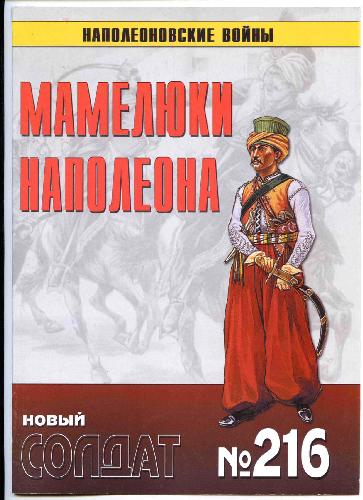 НАПОЛЕОНОВСКИЕ ВОЙНЫ
МАМЕЛЮКИ
НАПОЛЕОНА
НОВЫЙ
СОЛДАТ
№216